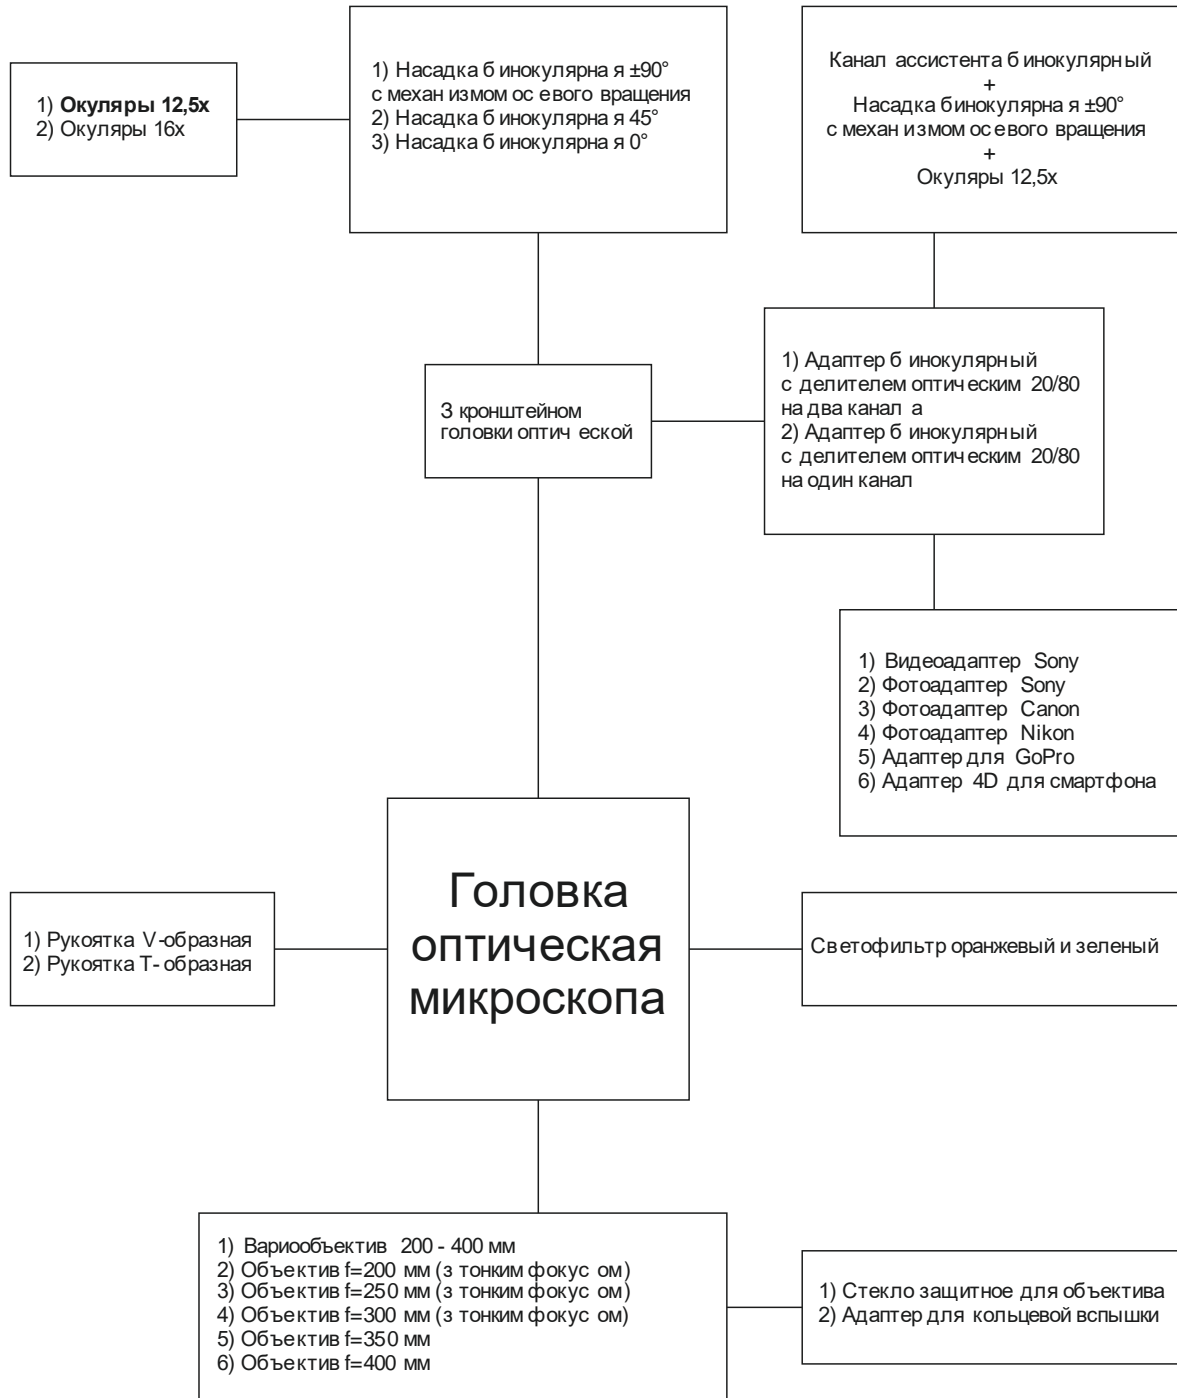 1) Окуляры 12,5x
2) Окуляры 16x
1) Насадка бинокулярная ±90°
с механизмом осевого вращения
2) Насадка бинокулярная 45°
3) Насадка бинокулярная 0°
Канал ассистента бинокулярный
+
Насадка бинокулярная ±90°
с механизмом осевого вращения
+
Окуляры 12,5x
З кронштейном
головки оптической
1) Адаптер бинокулярный
с делителем оптическим 20/80
на два канала
2) Адаптер бинокулярный
с делителем оптическим 20/80
на один канал
1) Видеоадаптер Sony
2) Фотоадаптер Sony
3) Фотоадаптер Canon
4) Фотоадаптер Nikon
5) Адаптер для GoPro
6) Адаптер 4D для смартфона
Головка
оптическая
микроскопа
1) Рукоятка V-образная
2) Рукоятка Т-образная
Светофильтр оранжевый и зеленый
1) Вариообъектив 200 - 400 мм
2) Объектив f=200 мм (з тонким фокусом)
3) Объектив f=250 мм (з тонким фокусом)
4) Объектив f=300 мм (з тонким фокусом)
5) Объектив f=350 мм
6) Объектив f=400 мм
1) Стекло защитное для объектива
2) Адаптер для кольцевой вспышки